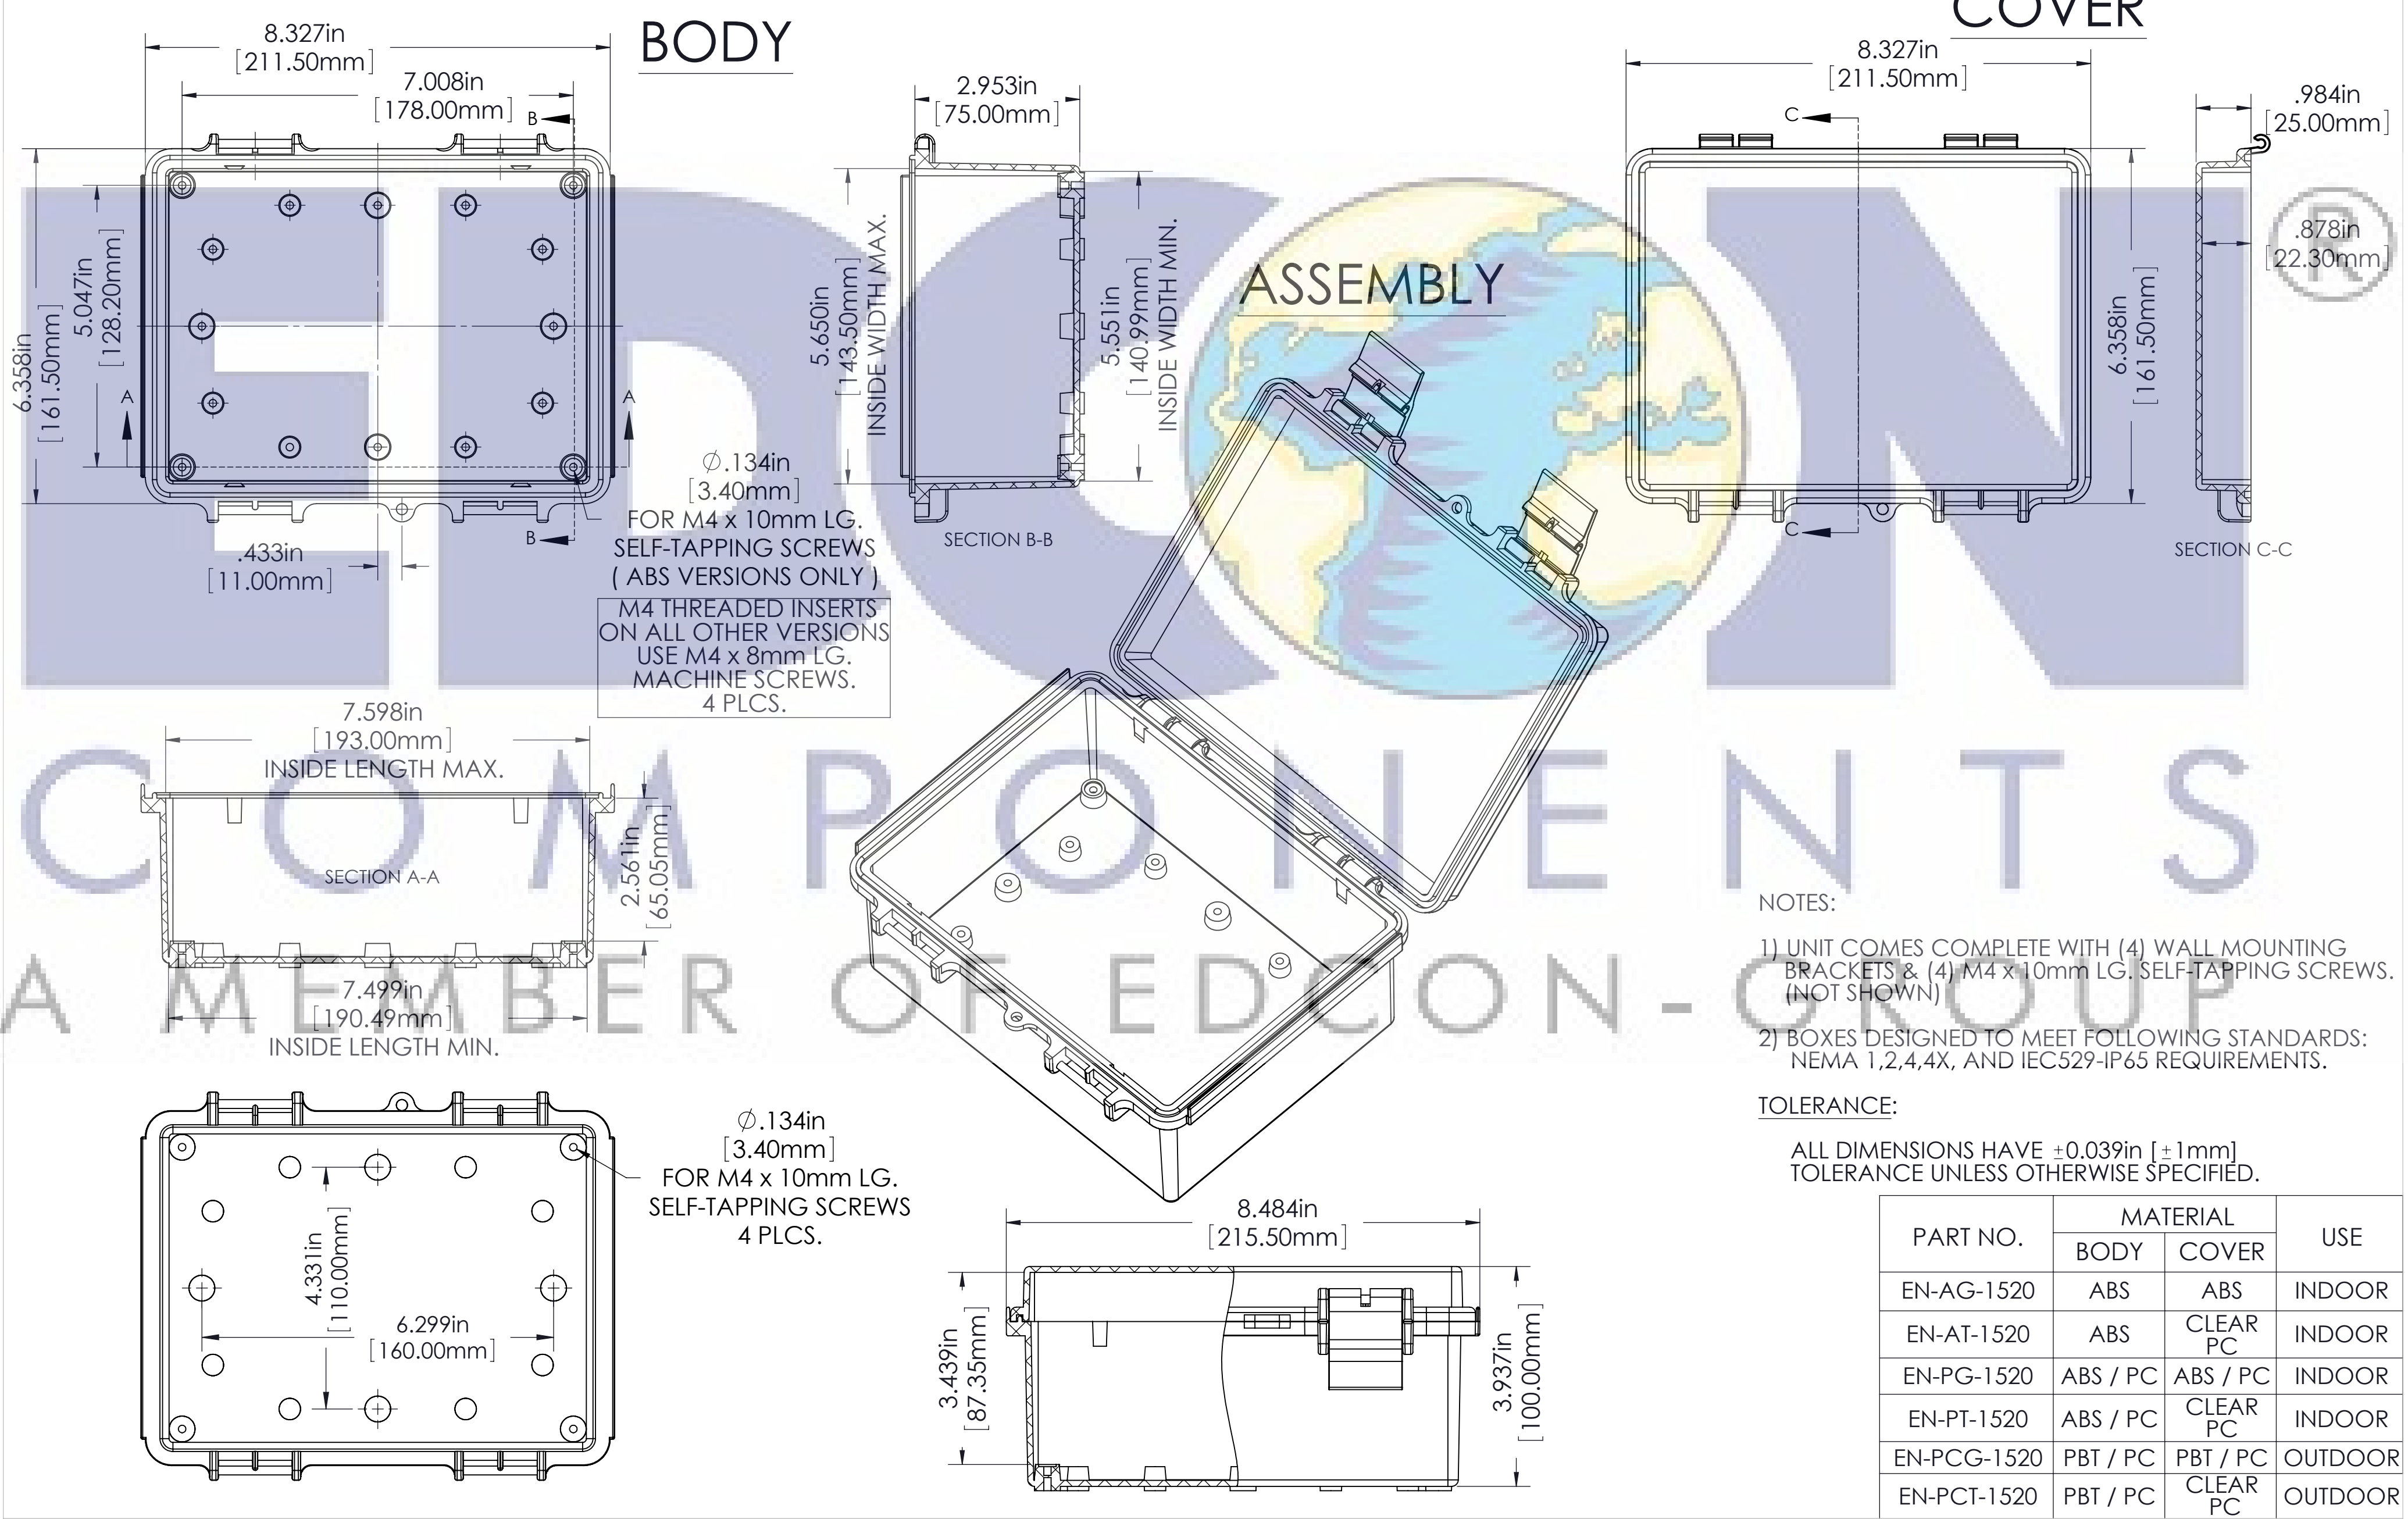 BODY
COVER
8.327in
[211.50mm]
7.008in
[178.00mm]
B
6.358in
[161.50mm]
5.047in
[128.20mm]
A
A
B
.433in
[11.00mm]
∅.134in
[3.40mm]
FOR M4 x 10mm LG.
SELF-TAPPING SCREWS
( ABS VERSIONS ONLY )
M4 THREADED INSERTS
ON ALL OTHER VERSIONS
USE M4 x 8mm LG.
MACHINE SCREWS.
4 PLCS.
2.953in
[75.00mm]
5.650in
[143.50mm]
INSIDE WIDTH MAX.
5.551in
[140.99mm]
INSIDE WIDTH MIN.
SECTION B-B
ASSEMBLY
8.327in
[211.50mm]
C
C
6.358in
[161.50mm]
.984in
[25.00mm]
.878in
[22.30mm]
SECTION C-C
EDCON
®
COMPONENTS
A MEMBER OF EDCON-GROUP
7.598in
[193.00mm]
INSIDE LENGTH MAX.
SECTION A-A
2.561in
[65.05mm]
7.499in
[190.49mm]
INSIDE LENGTH MIN.
4.331in
[110.00mm]
6.299in
[160.00mm]
∅.134in
[3.40mm]
FOR M4 x 10mm LG.
SELF-TAPPING SCREWS
4 PLCS.
8.484in
[215.50mm]
3.439in
[87.35mm]
3.937in
[100.00mm]
NOTES:
1) UNIT COMES COMPLETE WITH (4) WALL MOUNTING
BRACKETS & (4) M4 x 10mm LG. SELF-TAPPING SCREWS.
(NOT SHOWN)
2) BOXES DESIGNED TO MEET FOLLOWING STANDARDS:
NEMA 1,2,4,4X, AND IEC529-IP65 REQUIREMENTS.
TOLERANCE:
ALL DIMENSIONS HAVE ±0.039in [±1mm]
TOLERANCE UNLESS OTHERWISE SPECIFIED.
PART NO. MATERIAL USE
BODY COVER
EN-AG-1520 ABS ABS INDOOR
EN-AT-1520 ABS CLEAR PC INDOOR
EN-PG-1520 ABS / PC ABS / PC INDOOR
EN-PT-1520 ABS / PC CLEAR PC INDOOR
EN-PCG-1520 PBT / PC PBT / PC OUTDOOR
EN-PCT-1520 PBT / PC CLEAR PC OUTDOOR